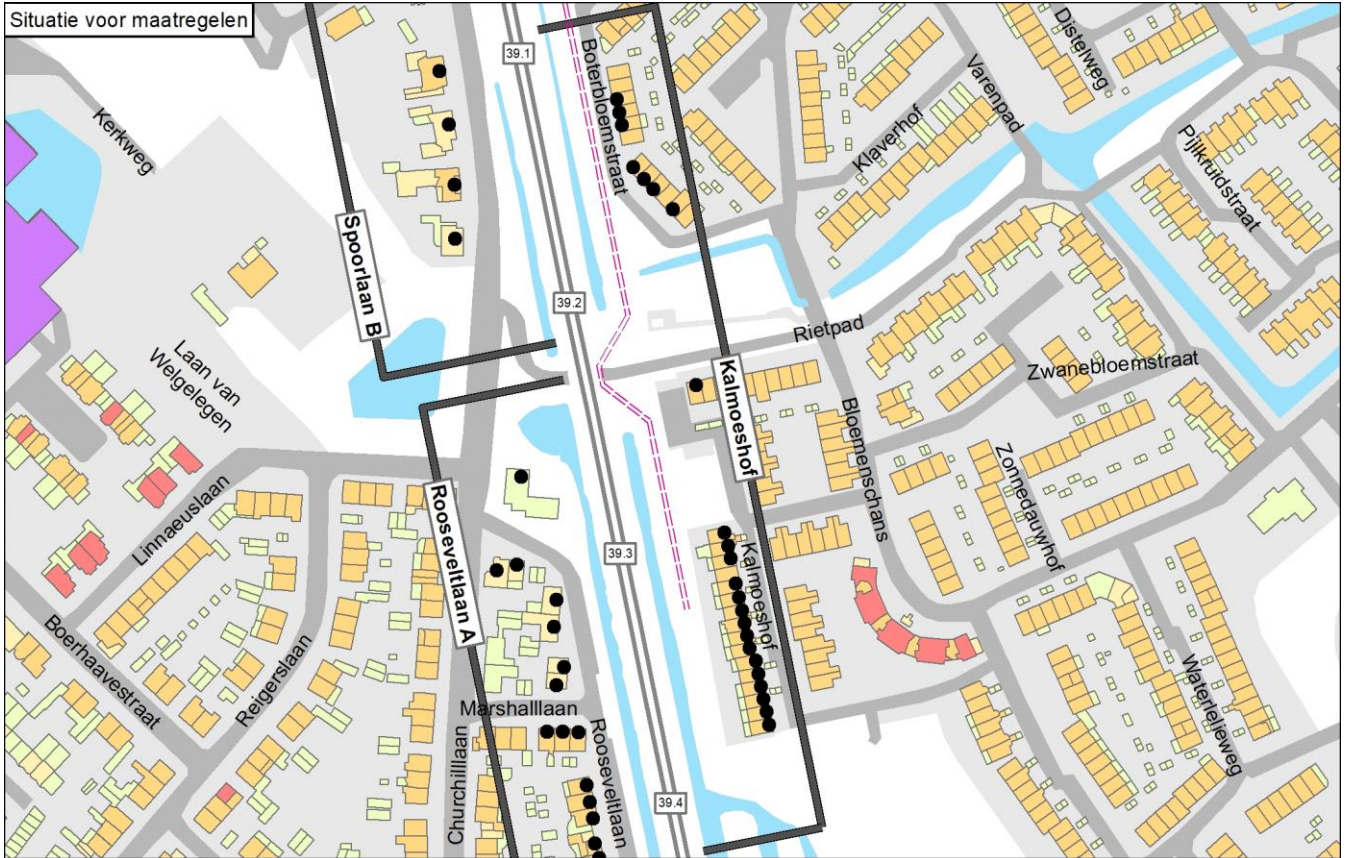 Situatie voor maatregelen
39.1
Boterbloemstraat
Distelweg
Varenpad
Kerkweg
Klaverhof
Pijlkruidstraat
Spoorlaan B
39.2
Rietpad
Laan van
Welgelegen
Kalmoeshof
Zwanebloemstraat
Bloemenschans
Linnaeuslaan
Rooseveltlaan A
Zonnedauwhof
39.3
Kalmoeshof
Boerhaavestraat
Reigerslaan
Marshalllaan
Waterlelieweg
Churchilllaan
Rooseveltlaan
39.4